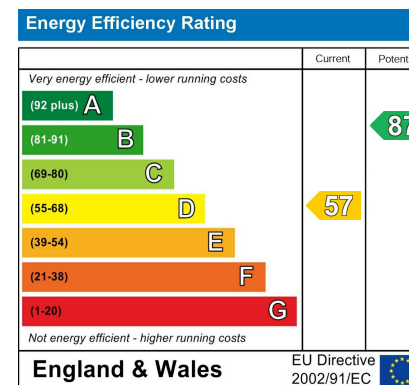 Energy Efficiency Rating
Current Potent
Very energy efficient - lower running costs
(92 plus) A
(81-91) B
87
(69-80) C
(55-68) D
57
(39-54) E
(21-38) F
(1-20) G
Not energy efficient - higher running costs
England & Wales
EU Directive
2002/91/EC